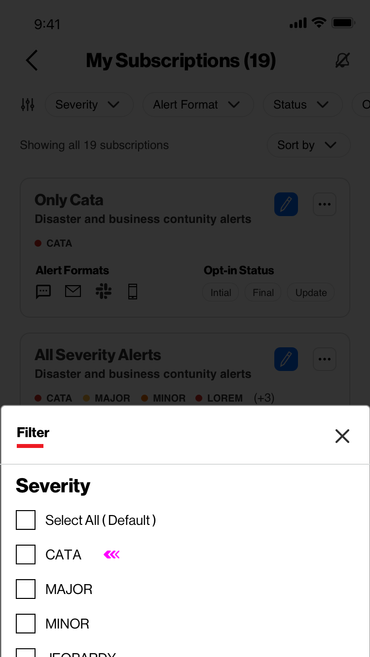 9:41
My Subscriptions (19)
Severity Alert Format Status
Showing all 19 subscriptions Sort by
Only Cata
Disaster and business contunity alerts
CATA
Alert Formats Opt-in Status
Intial Final Update
All Severity Alerts
Disaster and business contunity alerts
CATA MAJOR MINOR LOREM (+3)
Filter
Severity
Select All ( Default )
CATA
MAJOR
MINOR
JEOPARDY